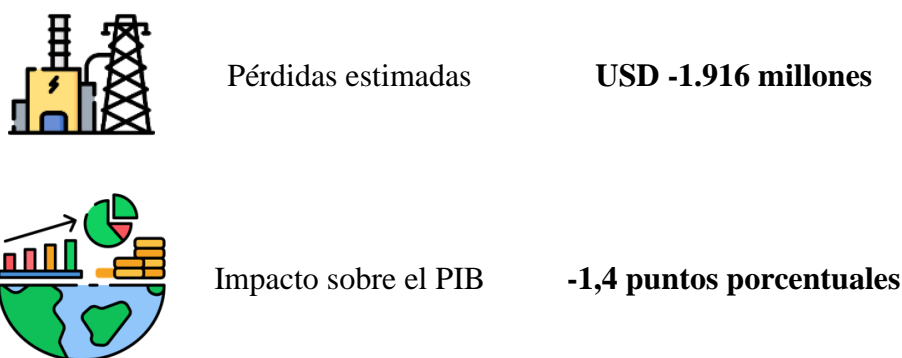 Pérdidas estimadas USD -1.916 millones
Impacto sobre el PIB -1,4 puntos porcentuales